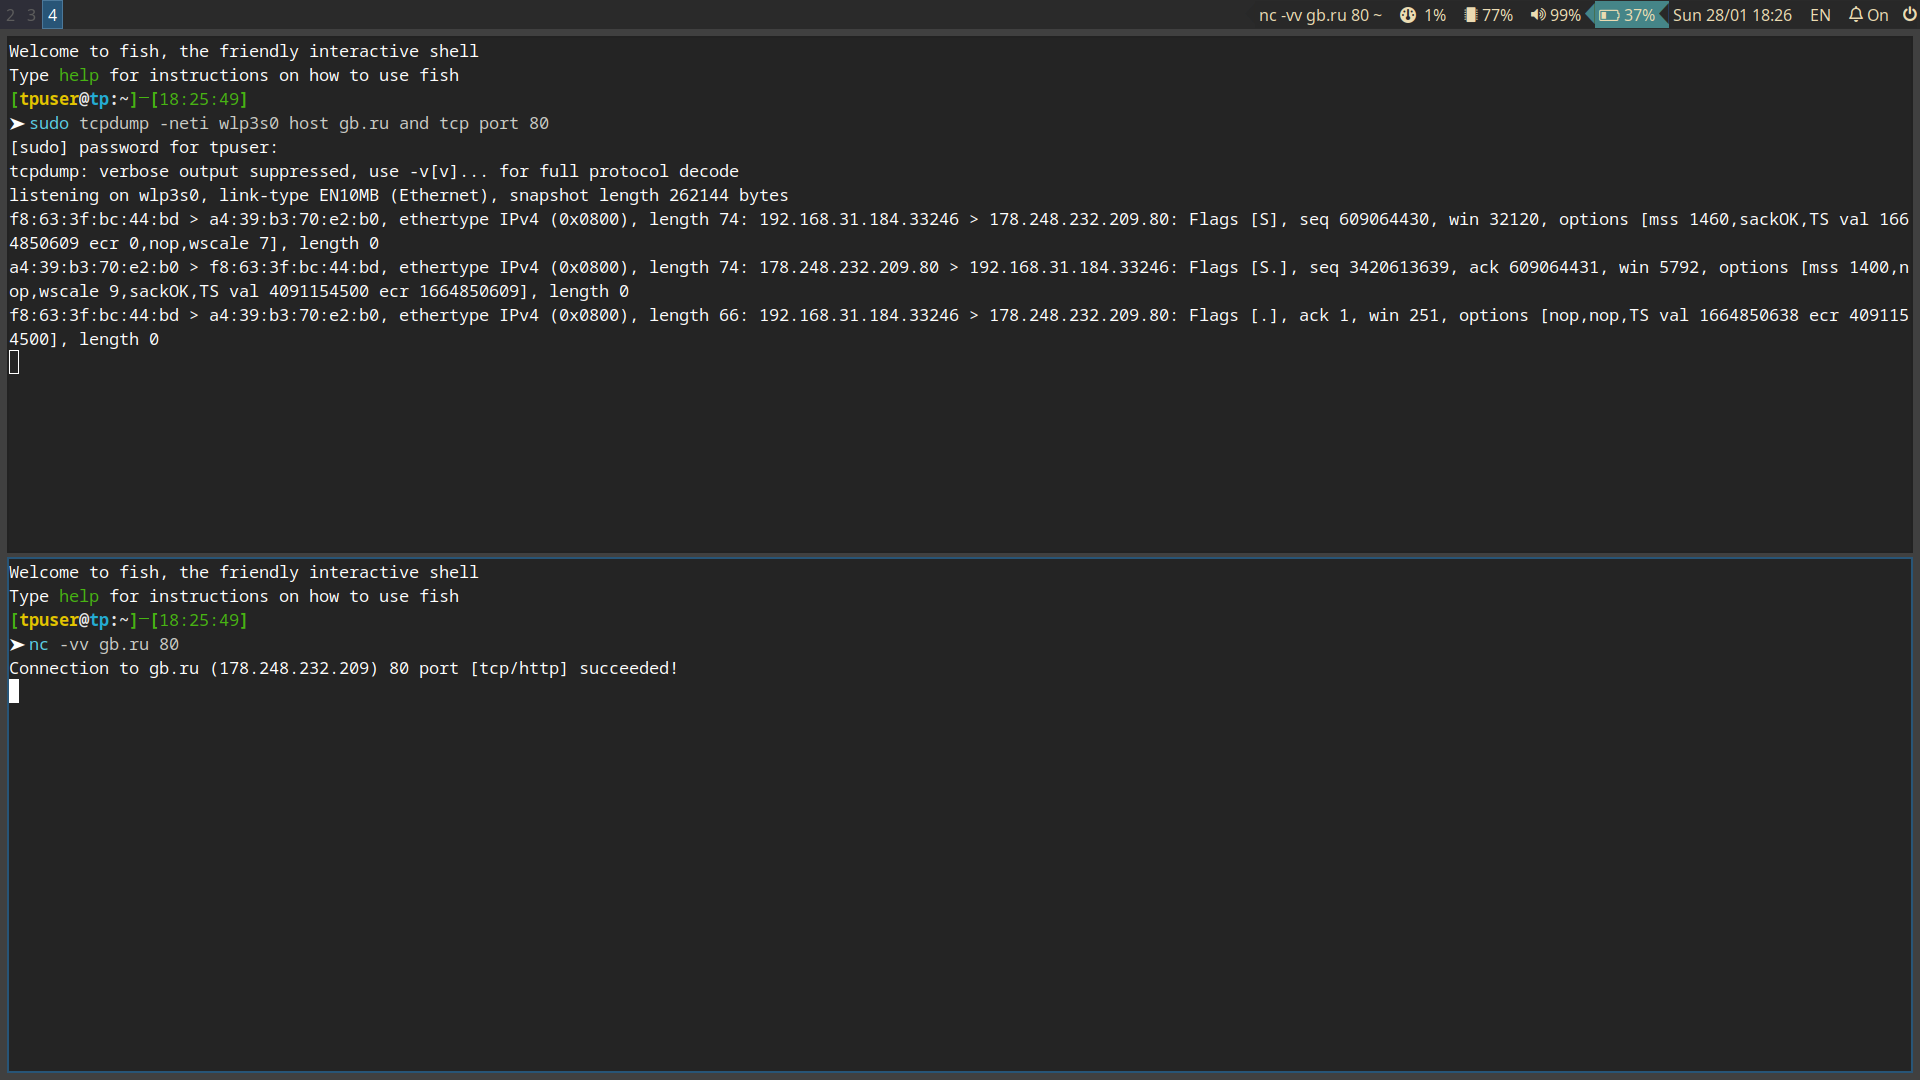 2 3 4 nc -vv gb.ru 80 ~ 1% 77% 99% 37% Sun 28/01 18:26 EN On
Welcome to fish, the friendly interactive shell
Type help for instructions on how to use fish
[tpuser@tp:~]─[18:25:49]
➤ sudo tcpdump -neti wlp3s0 host gb.ru and tcp port 80
[sudo] password for tpuser:
tcpdump: verbose output suppressed, use -v[v]... for full protocol decode
listening on wlp3s0, link-type EN10MB (Ethernet), snapshot length 262144 bytes
f8:63:3f:bc:44:bd > a4:39:b3:70:e2:b0, ethertype IPv4 (0x0800), length 74: 192.168.31.184.33246 > 178.248.232.209.80: Flags [S], seq 609064430, win 32120, options [mss 1460,sackOK,TS val 166
4850609 ecr 0,nop,wscale 7], length 0
a4:39:b3:70:e2:b0 > f8:63:3f:bc:44:bd, ethertype IPv4 (0x0800), length 74: 178.248.232.209.80 > 192.168.31.184.33246: Flags [S.], seq 3420613639, ack 609064431, win 5792, options [mss 1400,n
op,wscale 9,sackOK,TS val 4091154500 ecr 1664850609], length 0
f8:63:3f:bc:44:bd > a4:39:b3:70:e2:b0, ethertype IPv4 (0x0800), length 66: 192.168.31.184.33246 > 178.248.232.209.80: Flags [.], ack 1, win 251, options [nop,nop,TS val 1664850638 ecr 409115
4500], length 0
Welcome to fish, the friendly interactive shell
Type help for instructions on how to use fish
[tpuser@tp:~]─[18:25:49]
➤ nc -vv gb.ru 80
Connection to gb.ru (178.248.232.209) 80 port [tcp/http] succeeded!